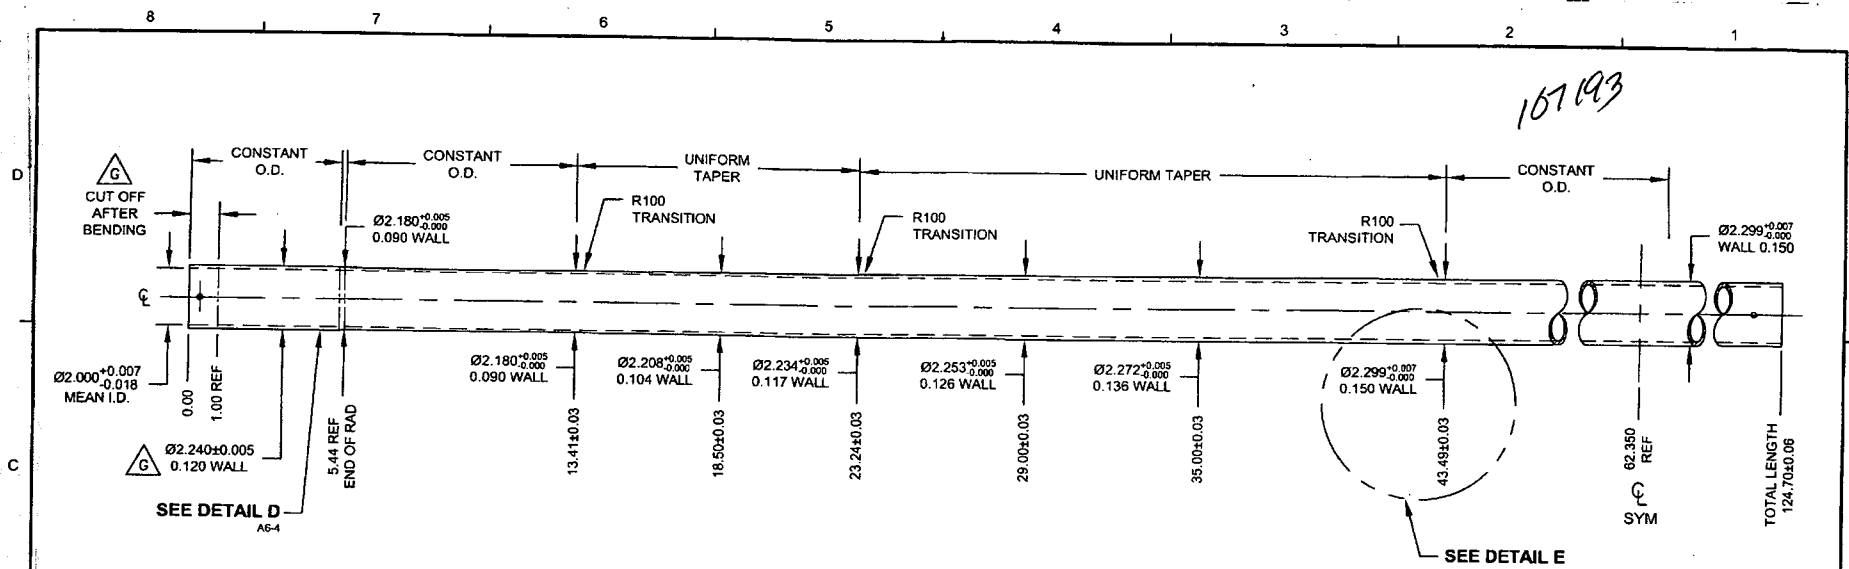 8 7 6 5 4 3 2 1
107193
D
C
G
CUT OFF
AFTER
BENDING
CONSTANT
O.D.
CONSTANT
O.D.
UNIFORM
TAPER
UNIFORM TAPER
CONSTANT
O.D.
R100
TRANSITION
R100
TRANSITION
R100
TRANSITION
Ø2.180+0.005
-0.000
0.090 WALL
Ø2.299+0.007
-0.000
WALL 0.150
℄
Ø2.000+0.007
-0.018
MEAN I.D.
0.00
1.00 REF
G
Ø2.240±0.005
0.120 WALL
5.44 REF
END OF RAD
Ø2.180+0.005
-0.000
0.090 WALL
13.41±0.03
Ø2.208+0.005
-0.000
0.104 WALL
18.50±0.03
Ø2.234+0.005
-0.000
0.117 WALL
23.24±0.03
Ø2.253+0.005
-0.000
0.126 WALL
29.00±0.03
Ø2.272+0.005
-0.000
0.136 WALL
35.00±0.03
Ø2.299+0.007
-0.000
0.150 WALL
43.49±0.03
62.350
REF
℄
SYM
TOTAL LENGTH
124.70±0.06
SEE DETAIL D
A6-4
SEE DETAIL E